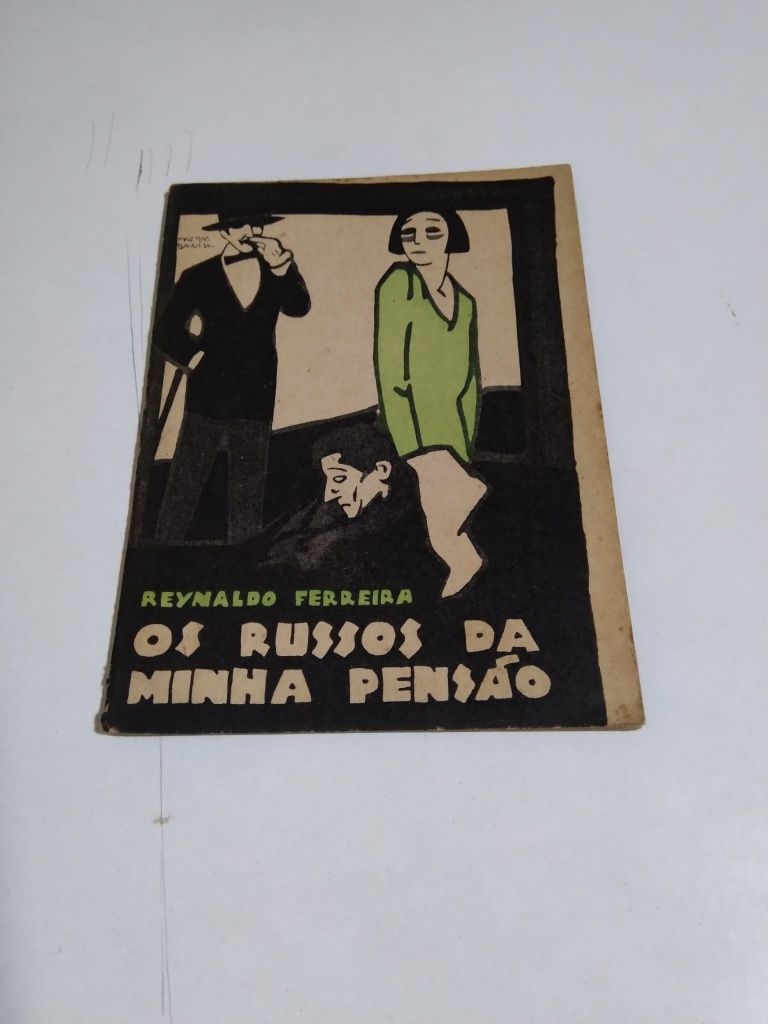 REYNALDO FERREIRA
OS RUSSOS DA
MINHA PENSÃO